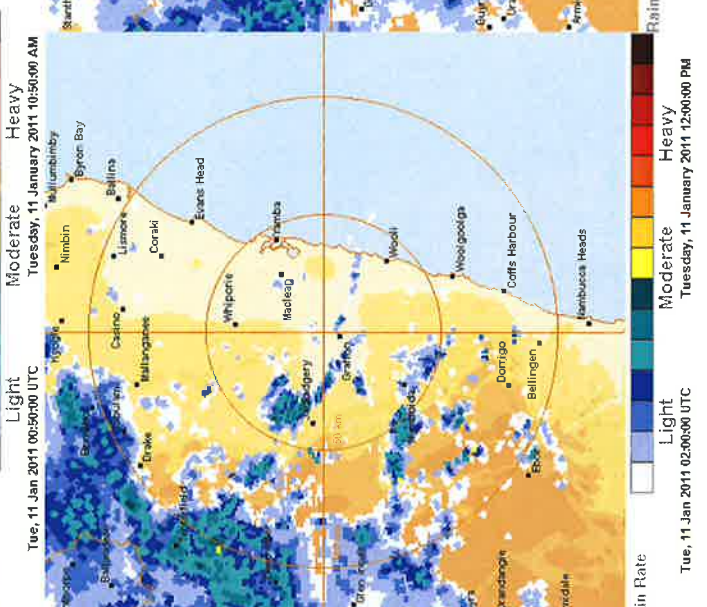 Light Moderate Heavy
Tue, 11 Jan 2011 00:50:00 UTC Tuesday, 11 January 2011 10:50:00 AM
Nimbin
Mullumbimby
Byron Bay
Casino
Lismore
Ballina
Drake
Mallanganee
Coraki
Evans Head
Whiporie
Maclean
Yamba
Grafton
Wooli
Woolgoolga
Dorrigo
Coffs Harbour
Ebor
Bellingen
Nambucca Heads
Light Moderate Heavy
Tue, 11 Jan 2011 02:00:00 UTC Tuesday, 11 January 2011 12:00:00 PM